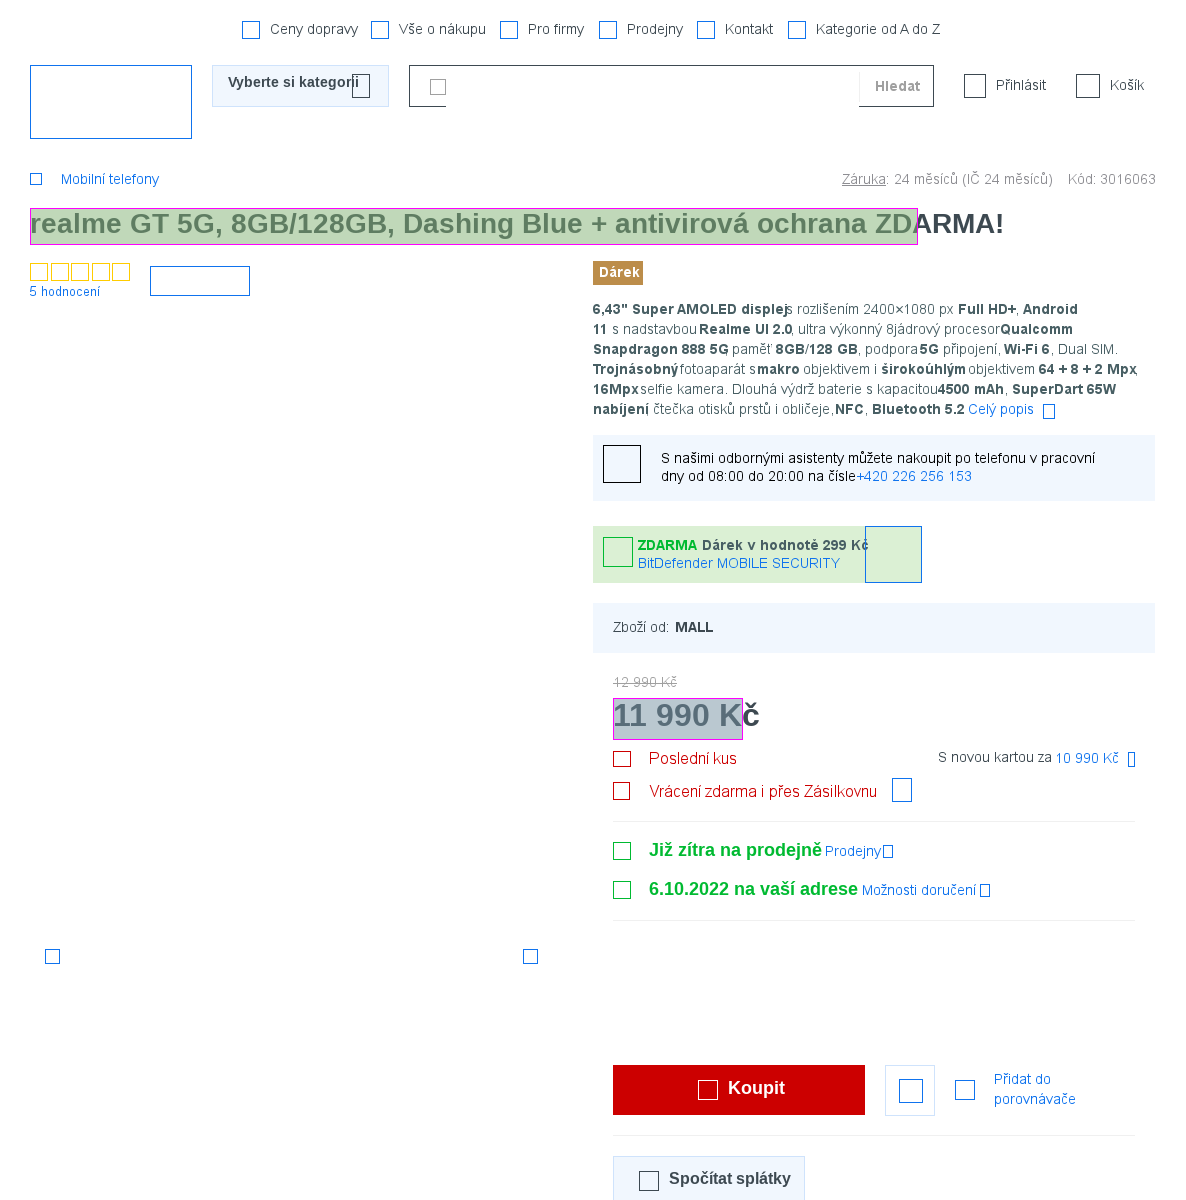 Ceny dopravy Vše o nákupu Pro firmy Prodejny Kontakt Kategorie od A do Z
Vyberte si kategorii Hledat Přihlásit Košík
Mobilní telefony Záruka: 24 měsíců (IČ 24 měsíců) Kód: 3016063
realme GT 5G, 8GB/128GB, Dashing Blue + antivirová ochrana ZDARMA!
5 hodnocení
Dárek
6,43" Super AMOLED displej s rozlišením 2400×1080 px Full HD+, Android
11 s nadstavbou Realme UI 2.0, ultra výkonný 8jádrový procesor Qualcomm
Snapdragon 888 5G, paměť 8GB/128 GB, podpora 5G připojení, Wi-Fi 6, Dual SIM.
Trojnásobný fotoaparát s makro objektivem i širokoúhlým objektivem 64 + 8 + 2 Mpx,
16Mpx selfie kamera. Dlouhá výdrž baterie s kapacitou 4500 mAh, SuperDart 65W
nabíjení, čtečka otisků prstů i obličeje, NFC, Bluetooth 5.2 Celý popis
S našimi odbornými asistenty můžete nakoupit po telefonu v pracovní
dny od 08:00 do 20:00 na čísle +420 226 256 153
ZDARMA Dárek v hodnotě 299 Kč
BitDefender MOBILE SECURITY
Zboží od: MALL
12 990 Kč
11 990 Kč
Poslední kus S novou kartou za 10 990 Kč
Vrácení zdarma i přes Zásilkovnu
Již zítra na prodejně Prodejny
6.10.2022 na vaší adrese Možnosti doručení
Koupit Přidat do
porovnávače
Spočítat splátky